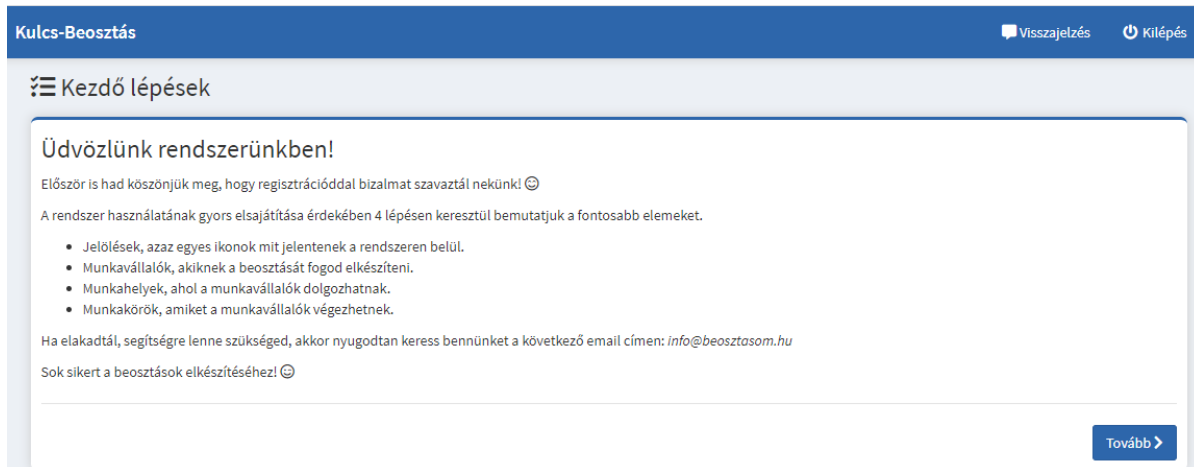 Kulcs-Beosztás
Visszajelzés
Kilépés
Kezdő lépések
Üdvözlünk rendszerünkben!
Először is had köszönjük meg, hogy regisztrációddal bizalmat szavaztál nekünk!
A rendszer használatának gyors elsajátítása érdekében 4 lépésen keresztül bemutatjuk a fontosabb elemeket.
Jelölések, azaz egyes ikonok mit jelentenek a rendszeren belül.
Munkavállalók, akiknek a beosztását fogod elkészíteni.
Munkahelyek, ahol a munkavállalók dolgozhatnak.
Munkakörök, amiket a munkavállalók végezhetnek.
Ha elakadtál, segítségre lenne szükséged, akkor nyugodtan keress bennünket a következő email címen: info@beosztasom.hu
Sok sikert a beosztások elkészítéséhez!
Tovább